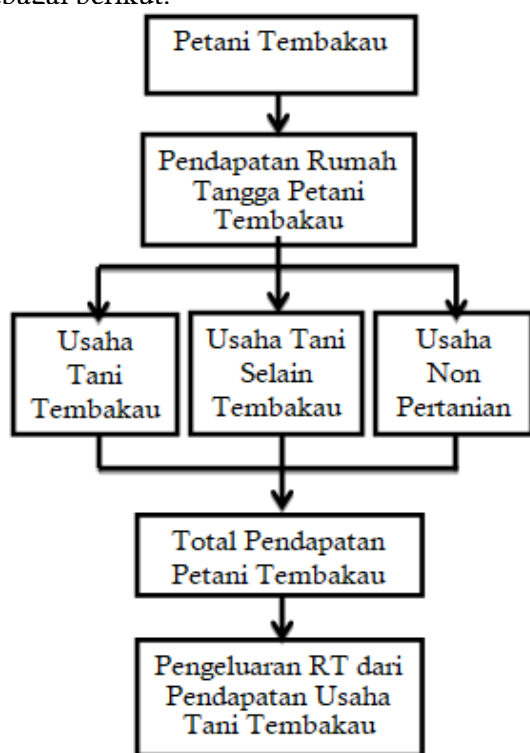 berikut:
Petani Tembakau
Pendapatan Rumah
Tangga Petani
Tembakau
Usaha
Tani
Tembakau
Usaha Tani
Selain
Tembakau
Usaha
Non
Pertanian
Total Pendapatan
Petani Tembakau
Pengeluaran RT dari
Pendapatan Usaha
Tani Tembakau